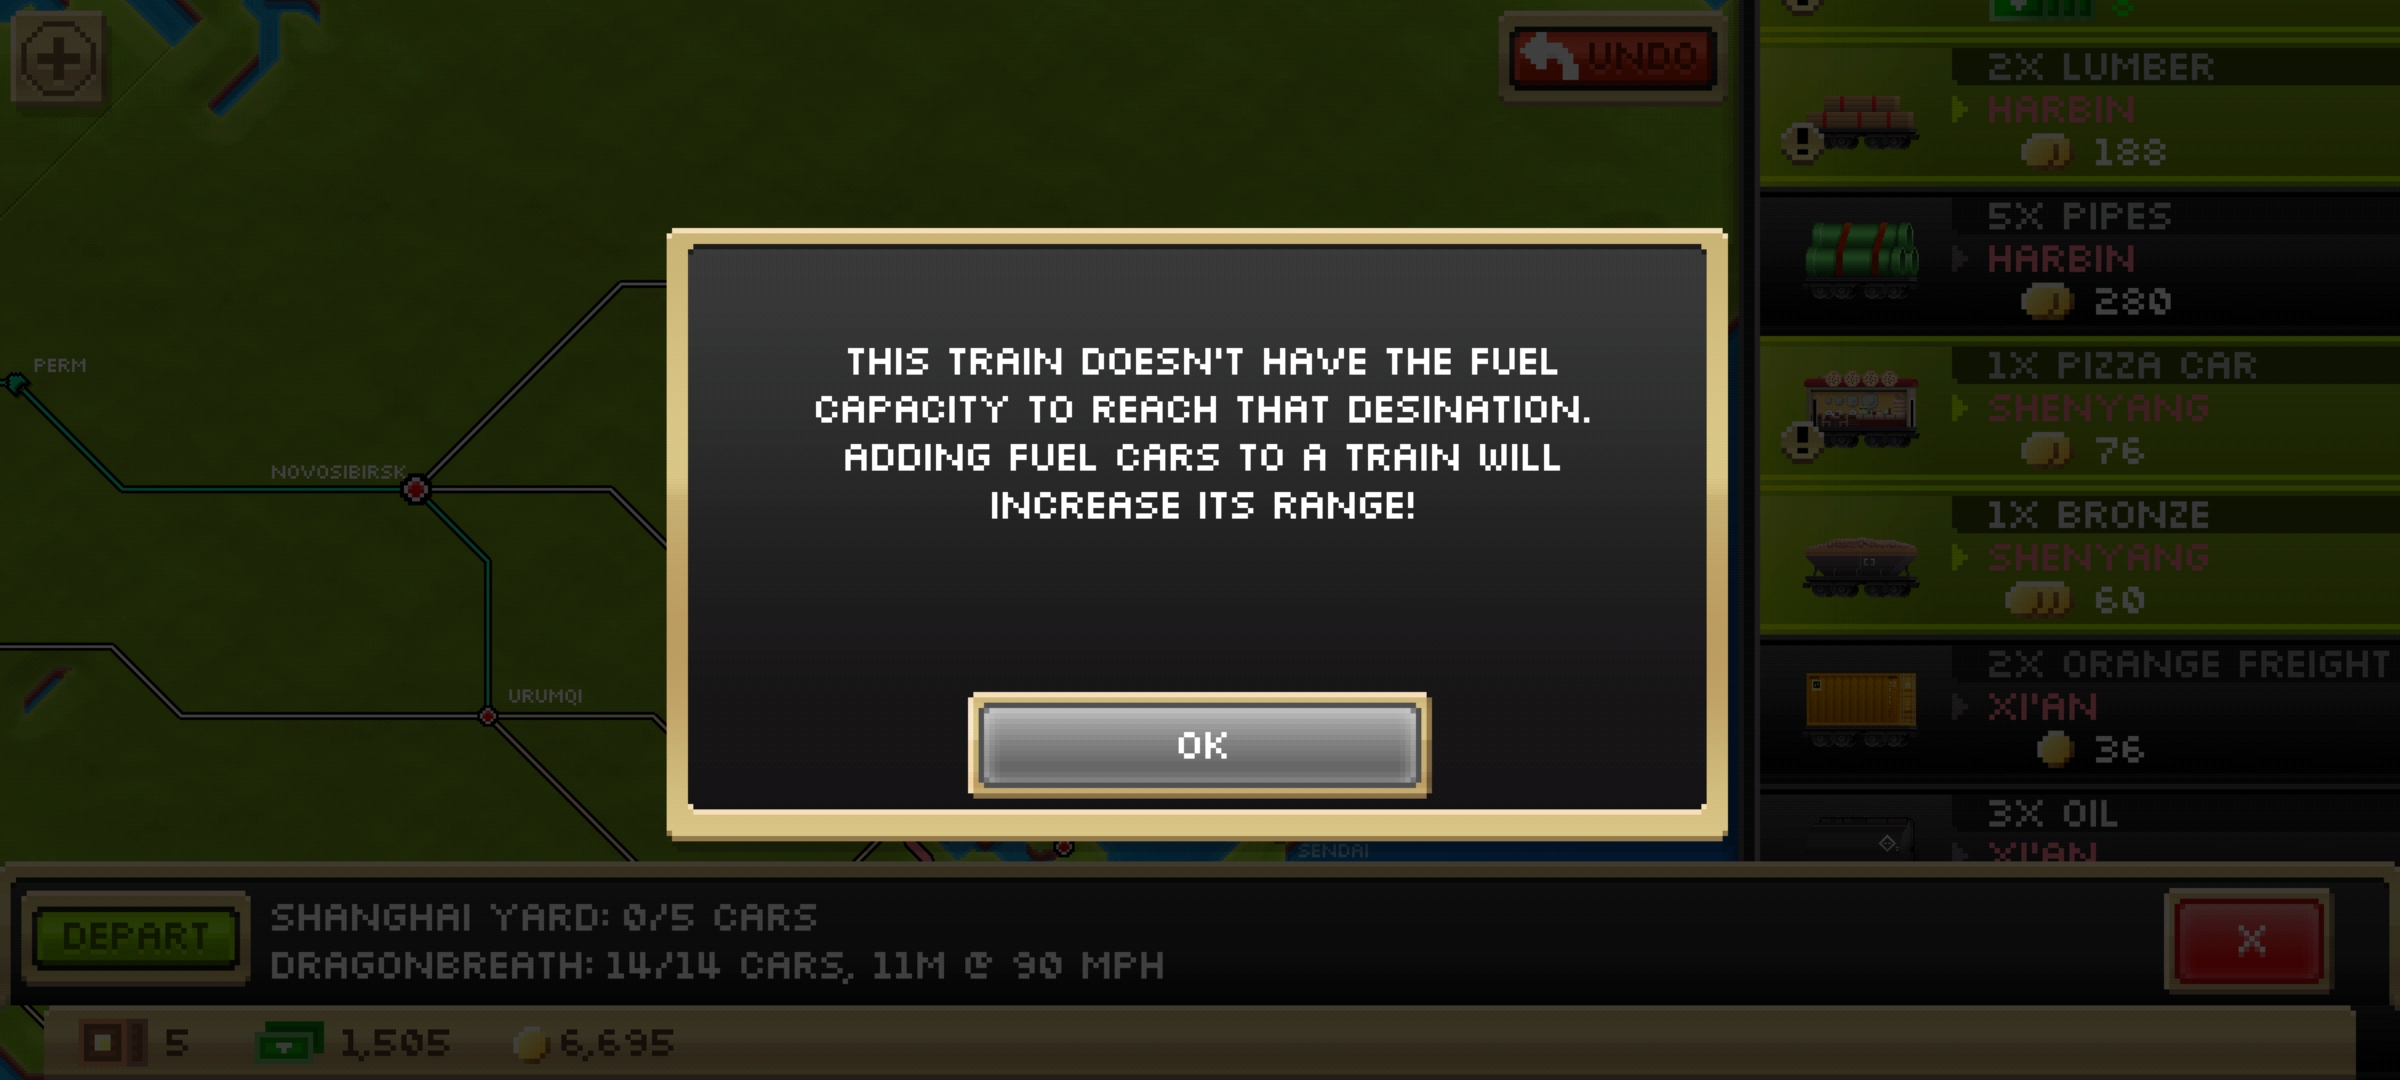 UNDO
2X LUMBER
HARBIN
188
5X PIPES
HARBIN
280
PERM
1X PIZZA CAR
SHENYANG
76
NOVOSIBIRSK
1X BRONZE
SHENYANG
60
URUMQI
2X ORANGE FREIGHT
XI'AN
36
3X OIL
XI'AN
THIS TRAIN DOESN'T HAVE THE FUEL
CAPACITY TO REACH THAT DESINATION.
ADDING FUEL CARS TO A TRAIN WILL
INCREASE ITS RANGE!
OK
SENDAI
DEPART
SHANGHAI YARD: 0/5 CARS
DRAGONBREATH: 14/14 CARS, 11M @ 90 MPH
X
5
1,505
6,695